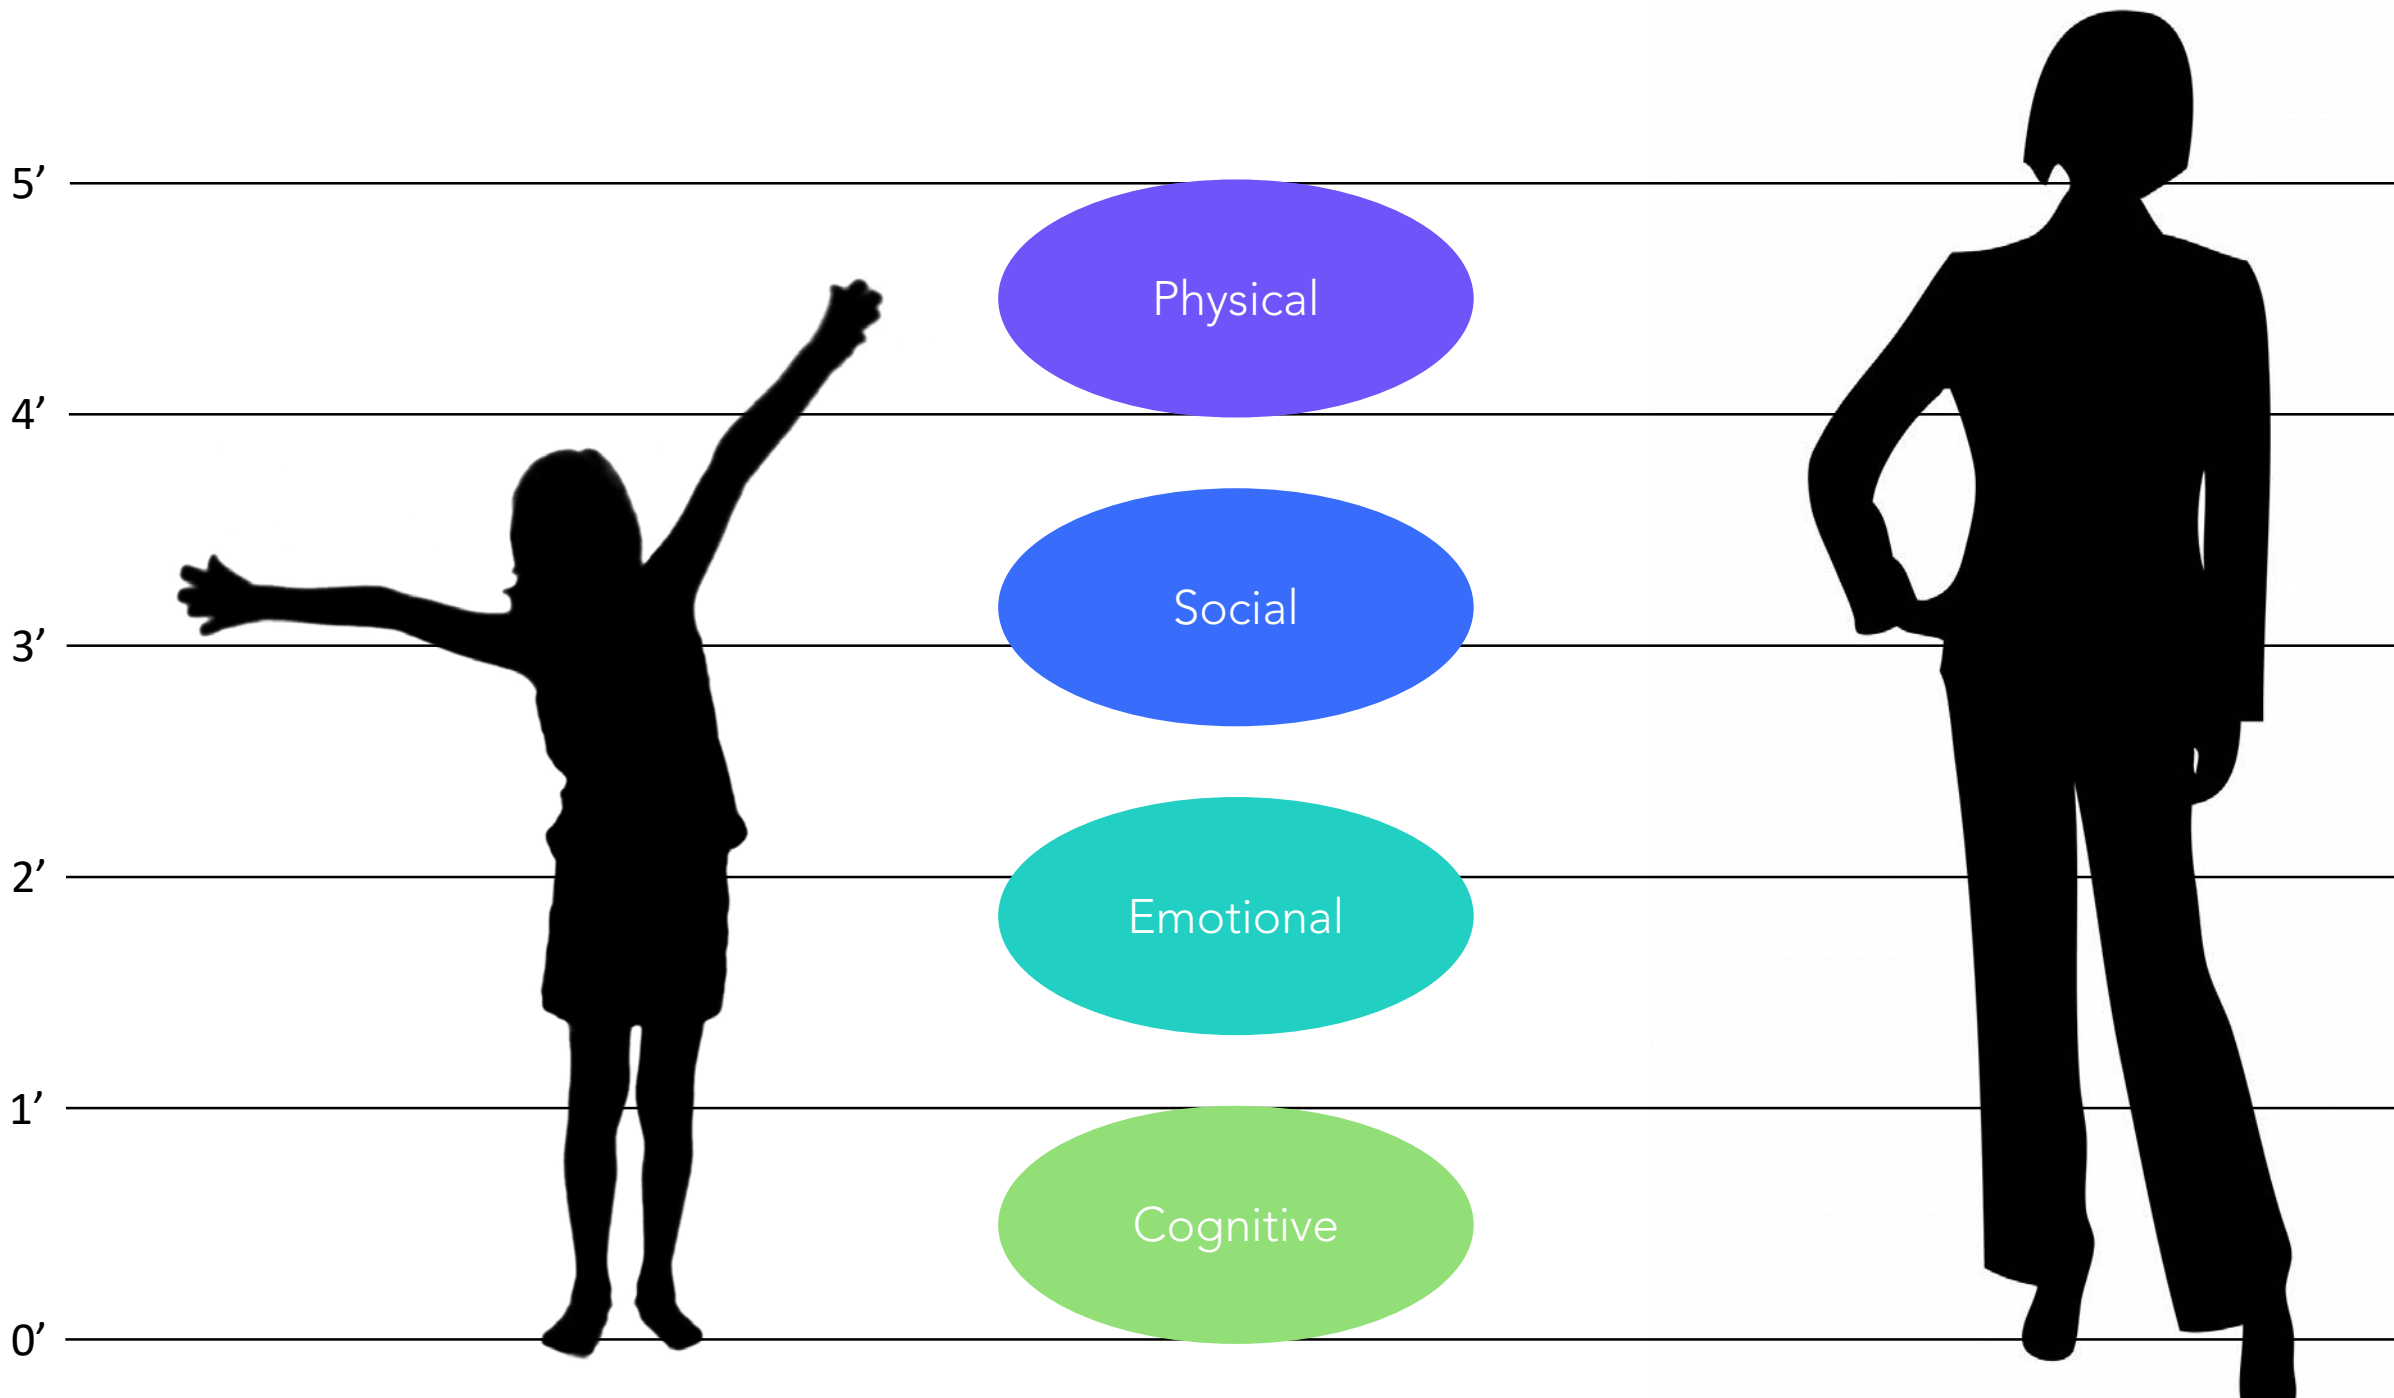 5’
Physical
4’
Social
3’
2’
Emotional
1’
Cognitive
0’